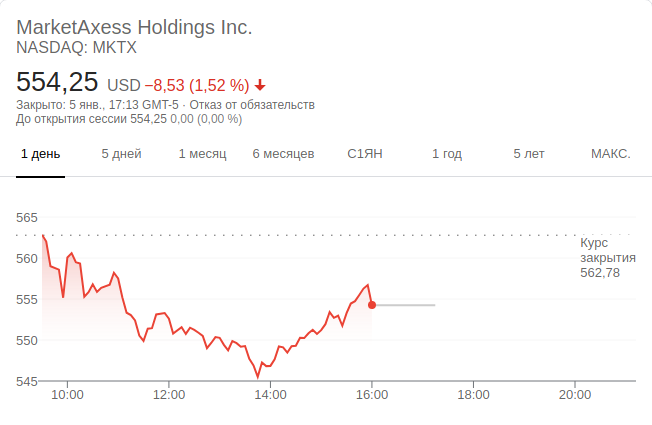 MarketAxess Holdings Inc.
NASDAQ: MKTX
554,25 USD −8,53 (1,52 %)
Закрыто: 5 янв., 17:13 GMT-5 · Отказ от обязательств
До открытия сессии 554,25 0,00 (0,00 %)
1 день 5 дней 1 месяц 6 месяцев С1ЯН 1 год 5 лет МАКС.
565
Курс
закрытия
562,78
560
555
550
545
10:00 12:00 14:00 16:00 18:00 20:00